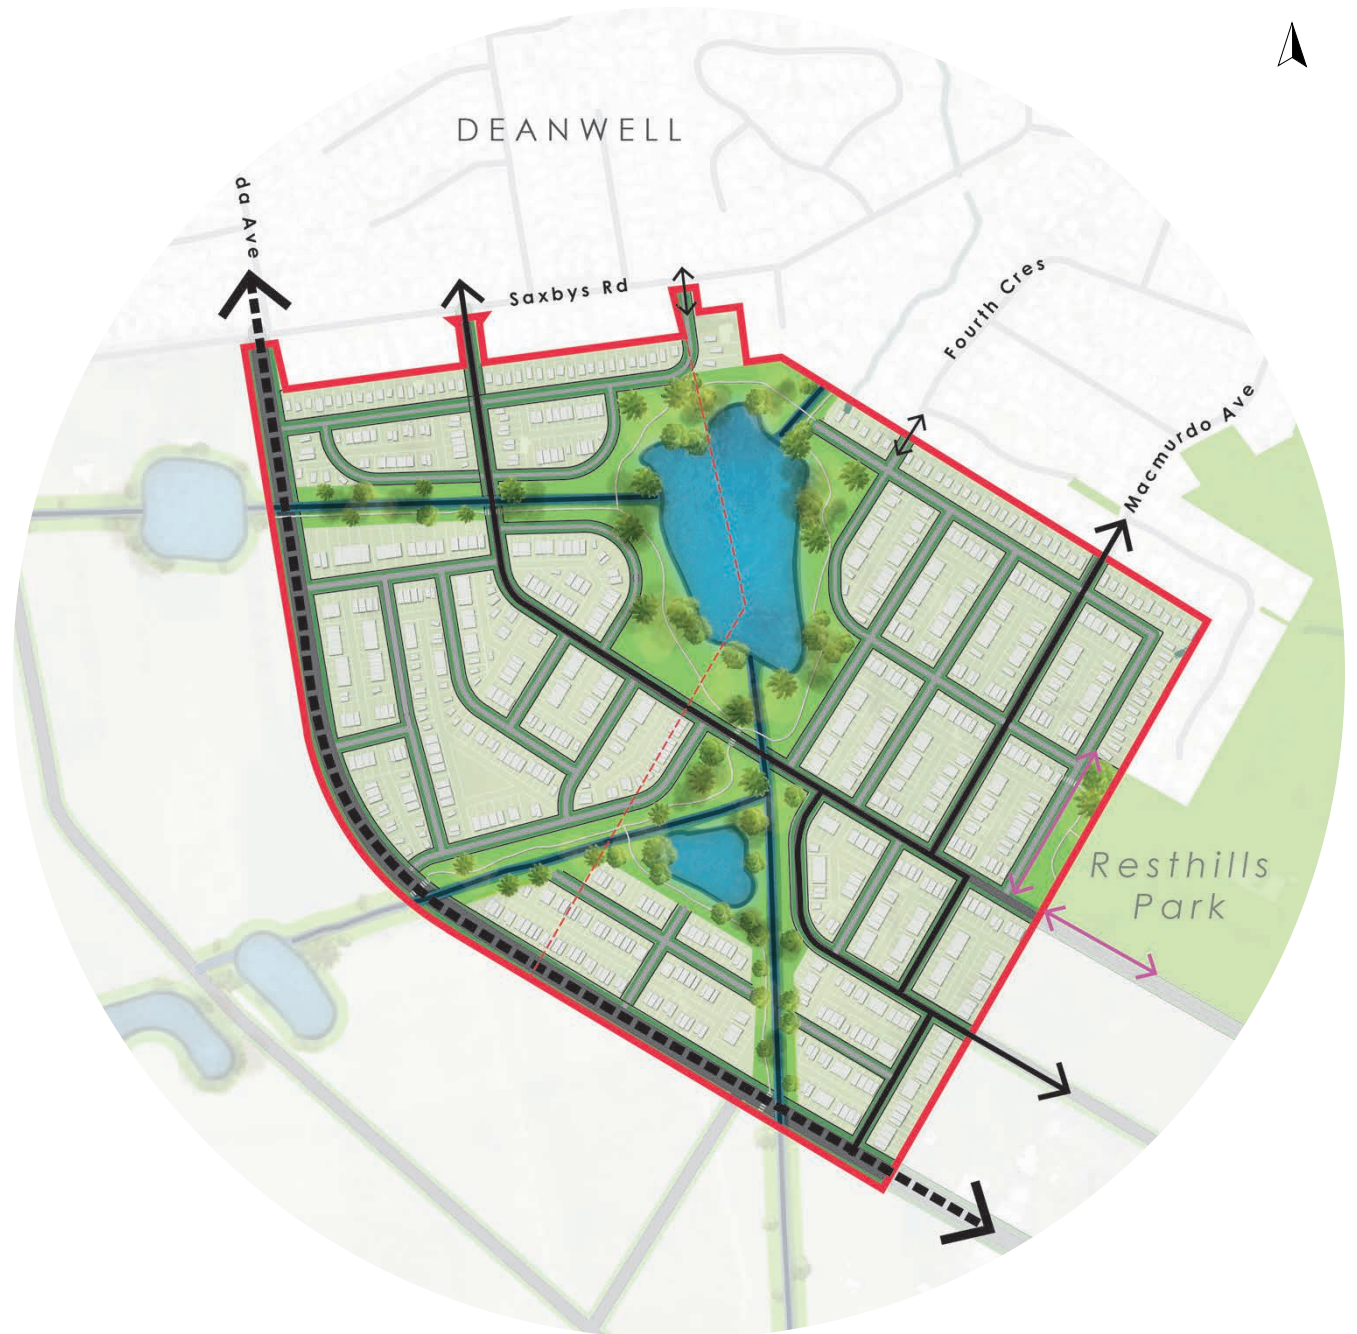 DEANWELL
da Ave
Saxbys Rd
Fourth Cres
Macmurdo Ave
Resthills
Park